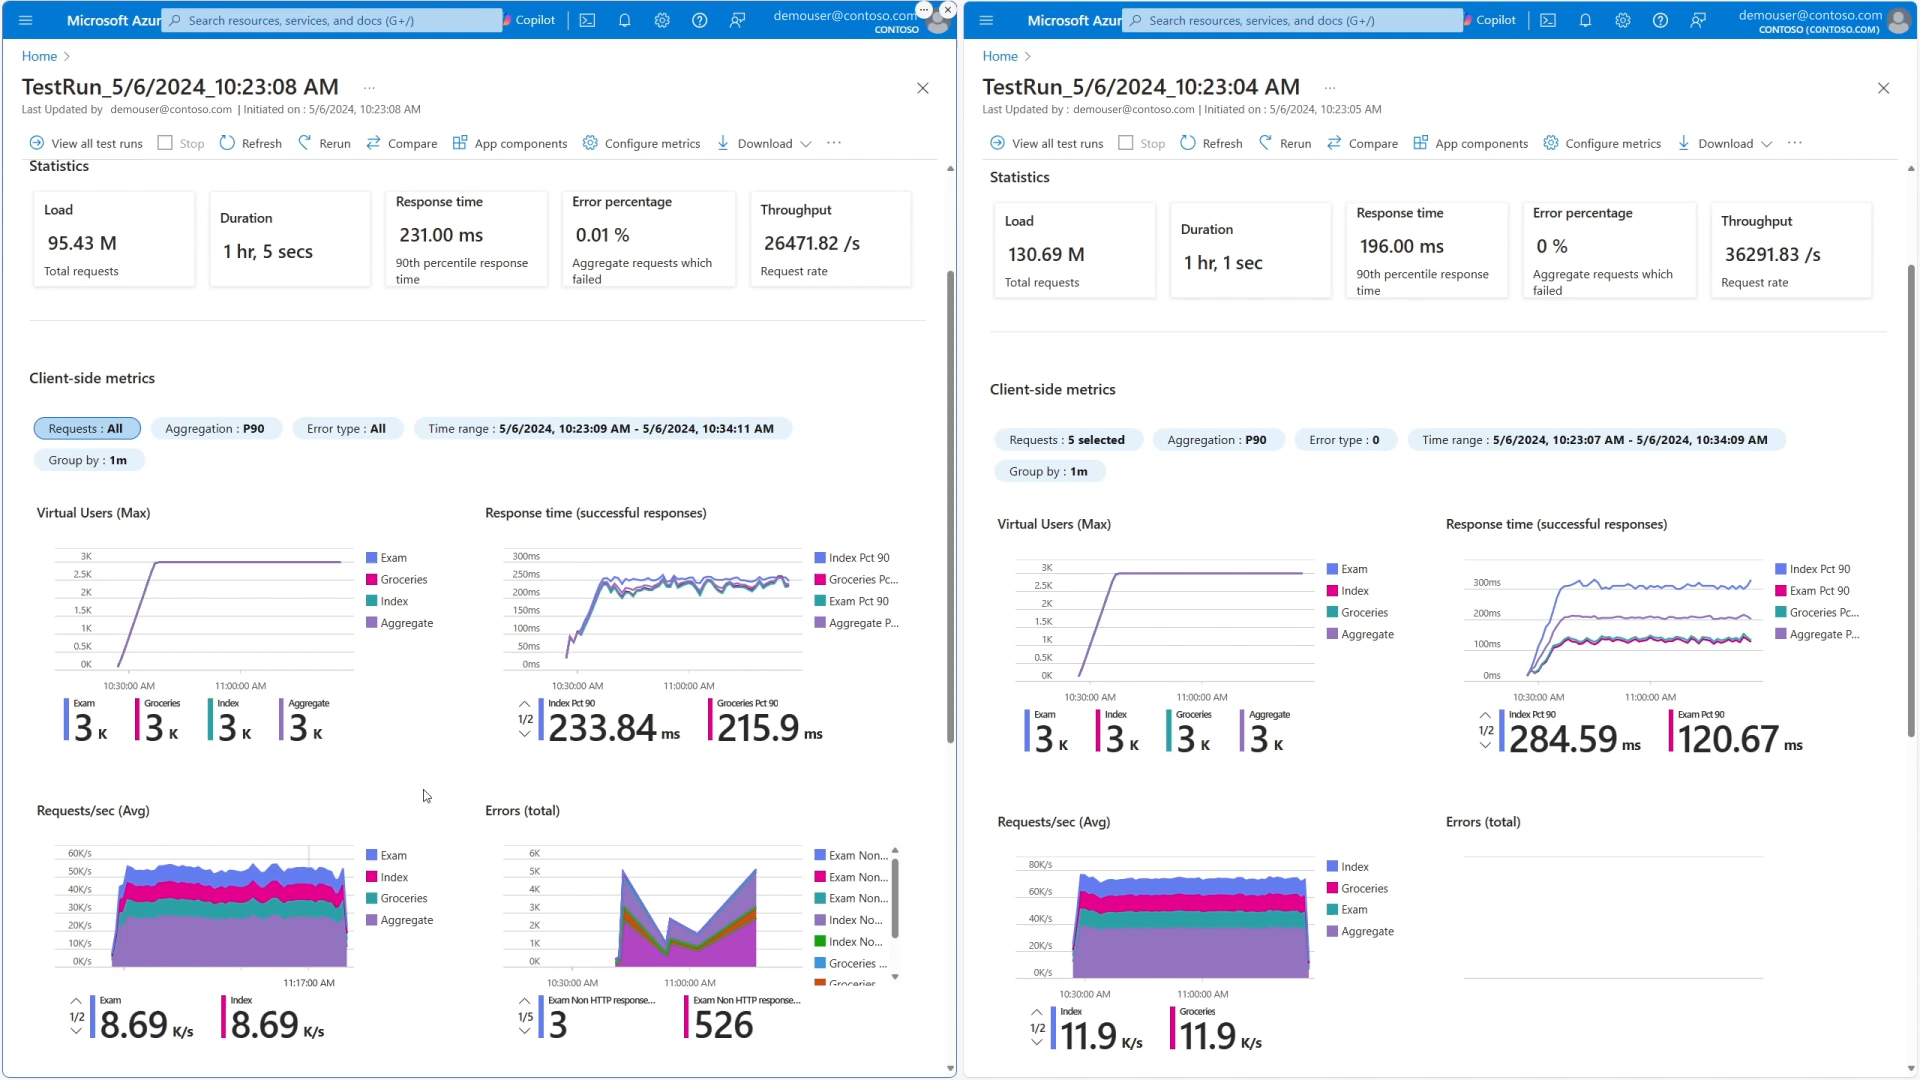 Microsoft Azur
Search resources, services, and docs (G+/)
Copilot
demouser@contoso.com
CONTOSO
Home
TestRun_5/6/2024_10:23:08 AM
Last Updated by demouser@contoso.com | Initiated on : 5/6/2024, 10:23:08 AM
View all test runs
Stop
Refresh
Rerun
Compare
App components
Configure metrics
Download
Statistics
Load
95.43 M
Total requests
Duration
1 hr, 5 secs
Response time
231.00 ms
90th percentile response
time
Error percentage
0.01 %
Aggregate requests which
failed
Throughput
26471.82 /s
Request rate
Client-side metrics
Requests : All
Aggregation : P90
Error type : All
Time range : 5/6/2024, 10:23:09 AM - 5/6/2024, 10:34:11 AM
Group by : 1m
Virtual Users (Max)
3K
2.5K
2K
1.5K
1K
0.5K
0K
10:30:00 AM
11:00:00 AM
Exam
Groceries
Index
Aggregate
Exam
3 K
Groceries
3 K
Index
3 K
Aggregate
3 K
Response time (successful responses)
300ms
250ms
200ms
150ms
100ms
50ms
0ms
10:30:00 AM
11:00:00 AM
Index Pct 90
Groceries Pc...
Exam Pct 90
Aggregate P...
1/2
Index Pct 90
233.84 ms
Groceries Pct 90
215.9 ms
Requests/sec (Avg)
60K/s
50K/s
40K/s
30K/s
20K/s
10K/s
0K/s
11:17:00 AM
Exam
Index
Groceries
Aggregate
1/2
Exam
8.69 K/s
Index
8.69 K/s
Errors (total)
6K
5K
4K
3K
2K
1K
0K
10:30:00 AM
11:00:00 AM
Exam Non...
Exam Non...
Exam Non...
Index No...
Index No...
Groceries ...
Groceries
1/5
Exam Non HTTP response...
3
Exam Non HTTP response...
526
Microsoft Azur
Search resources, services, and docs (G+/)
Copilot
demouser@contoso.com
CONTOSO (CONTOSO.COM)
Home
TestRun_5/6/2024_10:23:04 AM
Last Updated by : demouser@contoso.com | Initiated on : 5/6/2024, 10:23:05 AM
View all test runs
Stop
Refresh
Rerun
Compare
App components
Configure metrics
Download
Statistics
Load
130.69 M
Total requests
Duration
1 hr, 1 sec
Response time
196.00 ms
90th percentile response
time
Error percentage
0 %
Aggregate requests which
failed
Throughput
36291.83 /s
Request rate
Client-side metrics
Requests : 5 selected
Aggregation : P90
Error type : 0
Time range : 5/6/2024, 10:23:07 AM - 5/6/2024, 10:34:09 AM
Group by : 1m
Virtual Users (Max)
3K
2.5K
2K
1.5K
1K
0.5K
0K
10:30:00 AM
11:00:00 AM
Exam
Index
Groceries
Aggregate
Exam
3 K
Index
3 K
Groceries
3 K
Aggregate
3 K
Response time (successful responses)
300ms
200ms
100ms
0ms
10:30:00 AM
11:00:00 AM
Index Pct 90
Exam Pct 90
Groceries Pc...
Aggregate P...
1/2
Index Pct 90
284.59 ms
Exam Pct 90
120.67 ms
Requests/sec (Avg)
80K/s
60K/s
40K/s
20K/s
0K/s
10:30:00 AM
11:00:00 AM
Index
Groceries
Exam
Aggregate
1/2
Index
11.9 K/s
Groceries
11.9 K/s
Errors (total)